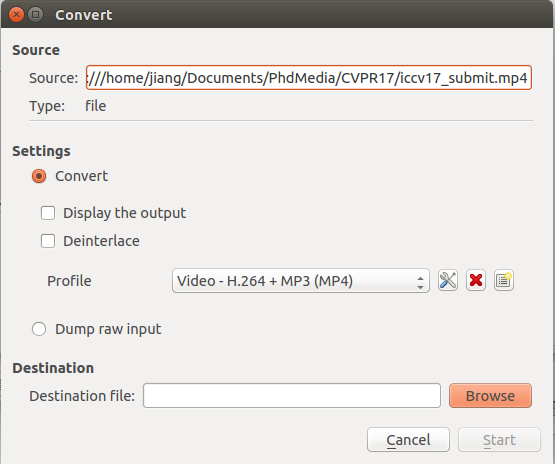 Convert
Source
Source: :///home/jiang/Documents/PhdMedia/CVPR17/iccv17_submit.mp4
Type: file
Settings
Convert
Display the output
Deinterlace
Profile Video - H.264 + MP3 (MP4)
Dump raw input
Destination
Destination file: Browse
Cancel Start